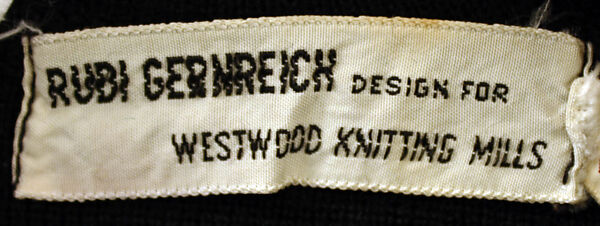 RUDI GERNREICH DESIGN FOR
WESTWOOD KNITTING MILLS